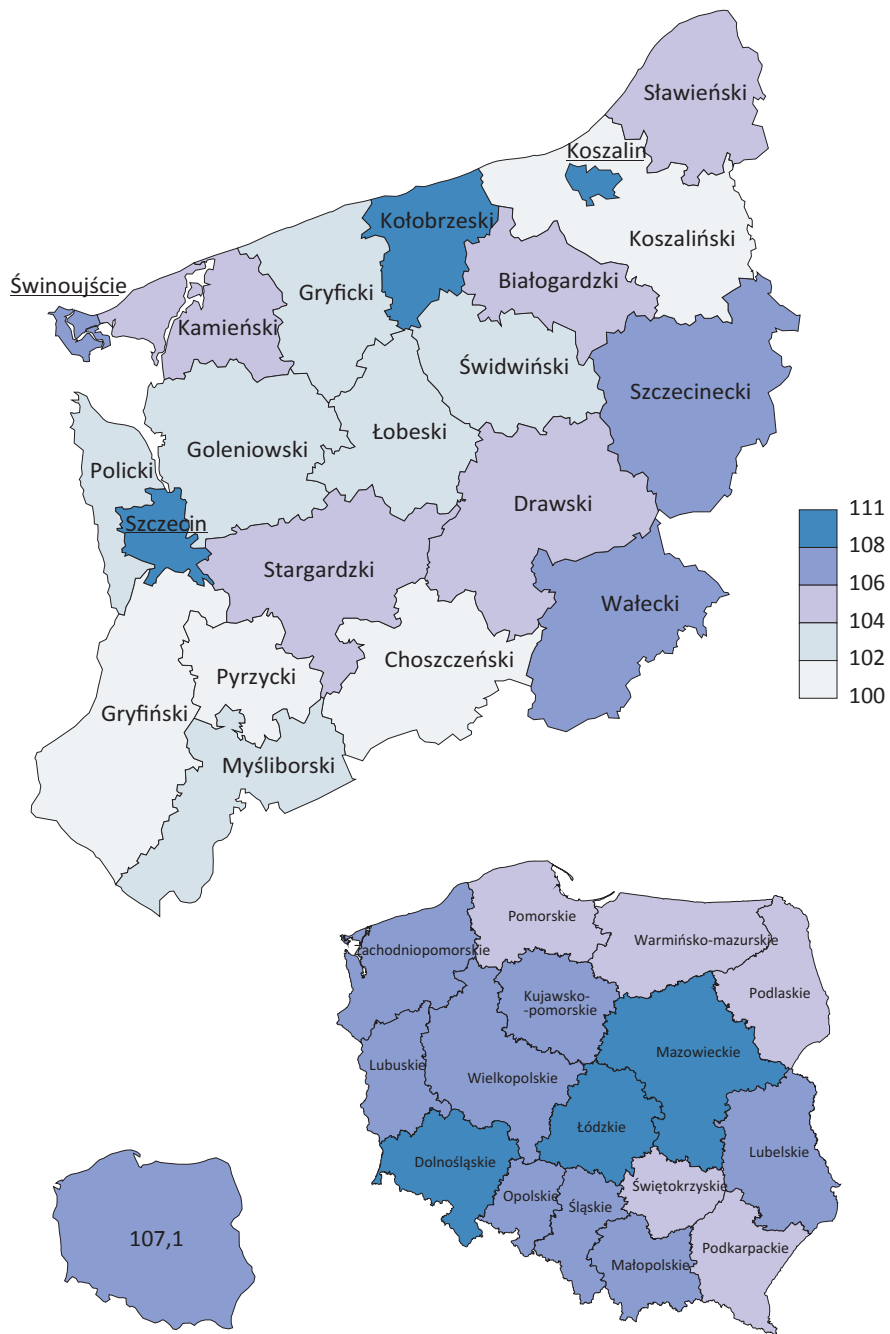 Sławieński
Koszalin
Kołobrzeski
Koszaliński
Białogardzki
Świnoujście
Gryficki
Kamieński
Świdwiński
Szczecinecki
Łobeski
Goleniowski
Policki
Drawski
Szczecin
Stargardzki
Wałecki
Choszczeński
Pyrzycki
Gryfiński
Myśliborski
111
108
106
104
102
100
Pomorskie
Warmińsko-mazurskie
Zachodniopomorskie
Podlaskie
Kujawsko-
-pomorskie
Mazowieckie
Lubuskie
Wielkopolskie
Łódzkie
Lubelskie
Dolnośląskie
Opolskie
Śląskie
Świętokrzyskie
Podkarpackie
Małopolskie
107,1